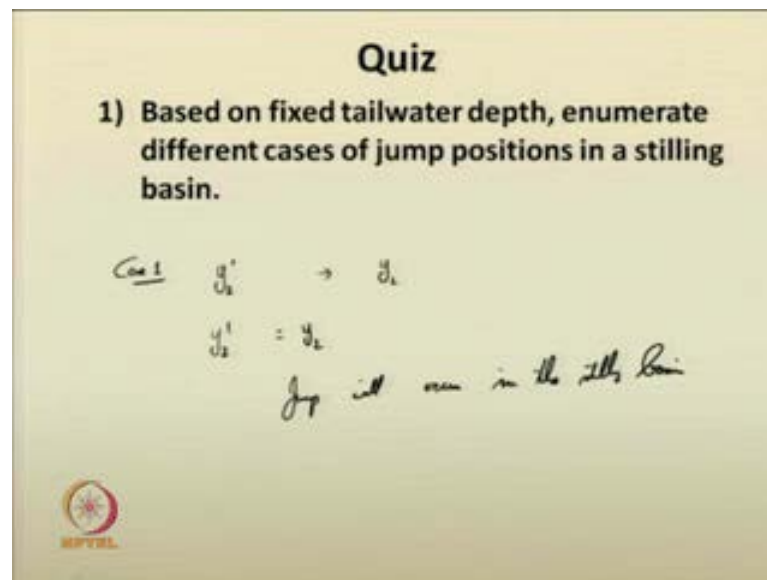 Quiz
1) Based on fixed tailwater depth, enumerate
different cases of jump positions in a stilling
basin.
Case 1 y₂' → y₂
y₂' = y₂
Jump will occur in the stilling basin
NPTEL